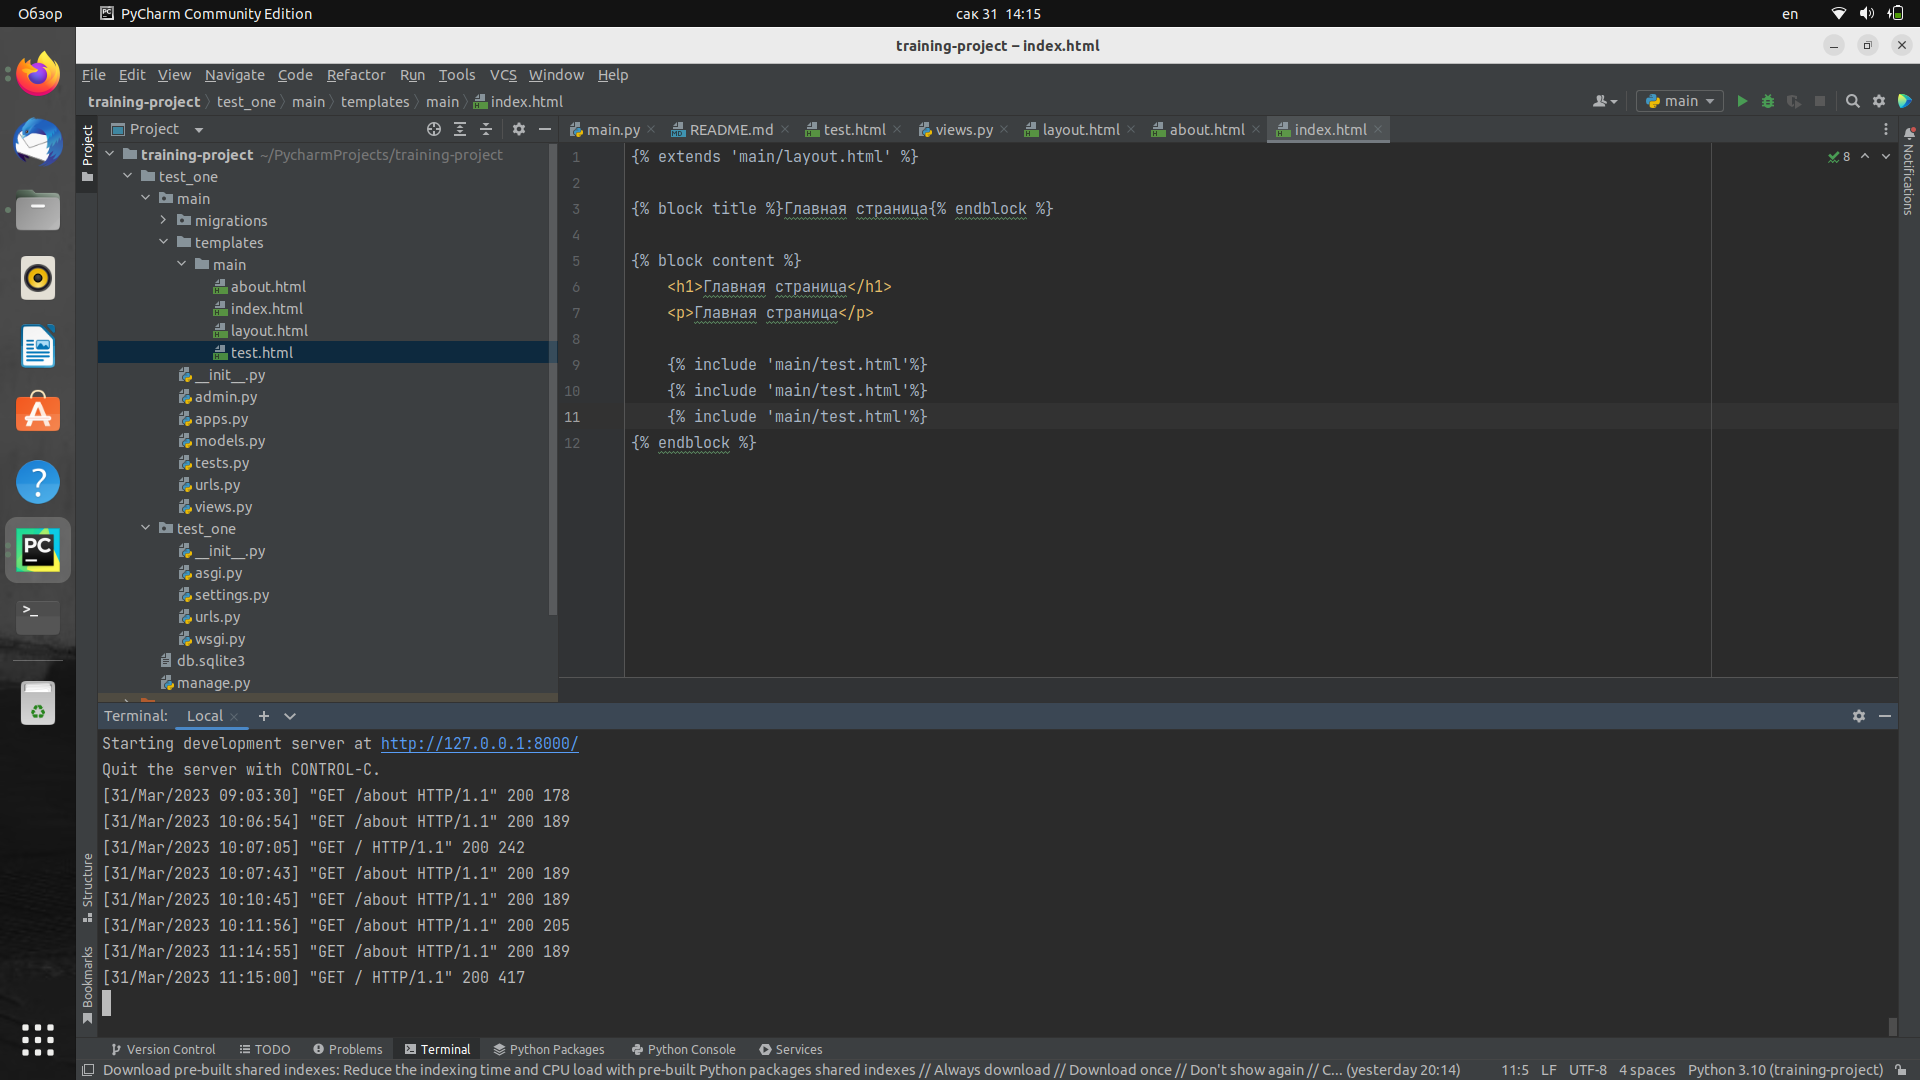 Обзор PyCharm Community Edition сак 31 14:15 en
training-project – index.html
File Edit View Navigate Code Refactor Run Tools VCS Window Help
training-project test_one main templates main index.html main
Project main.py README.md test.html views.py layout.html about.html index.html
Project
Notifications
training-project ~/PycharmProjects/training-project
test_one
main
migrations
templates
main
about.html
index.html
layout.html
test.html
__init__.py
admin.py
apps.py
models.py
tests.py
urls.py
views.py
test_one
__init__.py
asgi.py
settings.py
urls.py
wsgi.py
db.sqlite3
manage.py
8
1 {% extends 'main/layout.html' %}
2
3 {% block title %}Главная страница{% endblock %}
4
5 {% block content %}
6 <h1>Главная страница</h1>
7 <p>Главная страница</p>
8
9 {% include 'main/test.html'%}
10 {% include 'main/test.html'%}
11 {% include 'main/test.html'%}
12 {% endblock %}
Terminal: Local
Starting development server at http://127.0.0.1:8000/
Quit the server with CONTROL-C.
[31/Mar/2023 09:03:30] "GET /about HTTP/1.1" 200 178
[31/Mar/2023 10:06:54] "GET /about HTTP/1.1" 200 189
[31/Mar/2023 10:07:05] "GET / HTTP/1.1" 200 242
[31/Mar/2023 10:07:43] "GET /about HTTP/1.1" 200 189
[31/Mar/2023 10:10:45] "GET /about HTTP/1.1" 200 189
[31/Mar/2023 10:11:56] "GET /about HTTP/1.1" 200 205
[31/Mar/2023 11:14:55] "GET /about HTTP/1.1" 200 189
[31/Mar/2023 11:15:00] "GET / HTTP/1.1" 200 417
Structure
Bookmarks
Version Control TODO Problems Terminal Python Packages Python Console Services
Download pre-built shared indexes: Reduce the indexing time and CPU load with pre-built Python packages shared indexes // Always download // Download once // Don't show again // C... (yesterday 20:14) 11:5 LF UTF-8 4 spaces Python 3.10 (training-project)